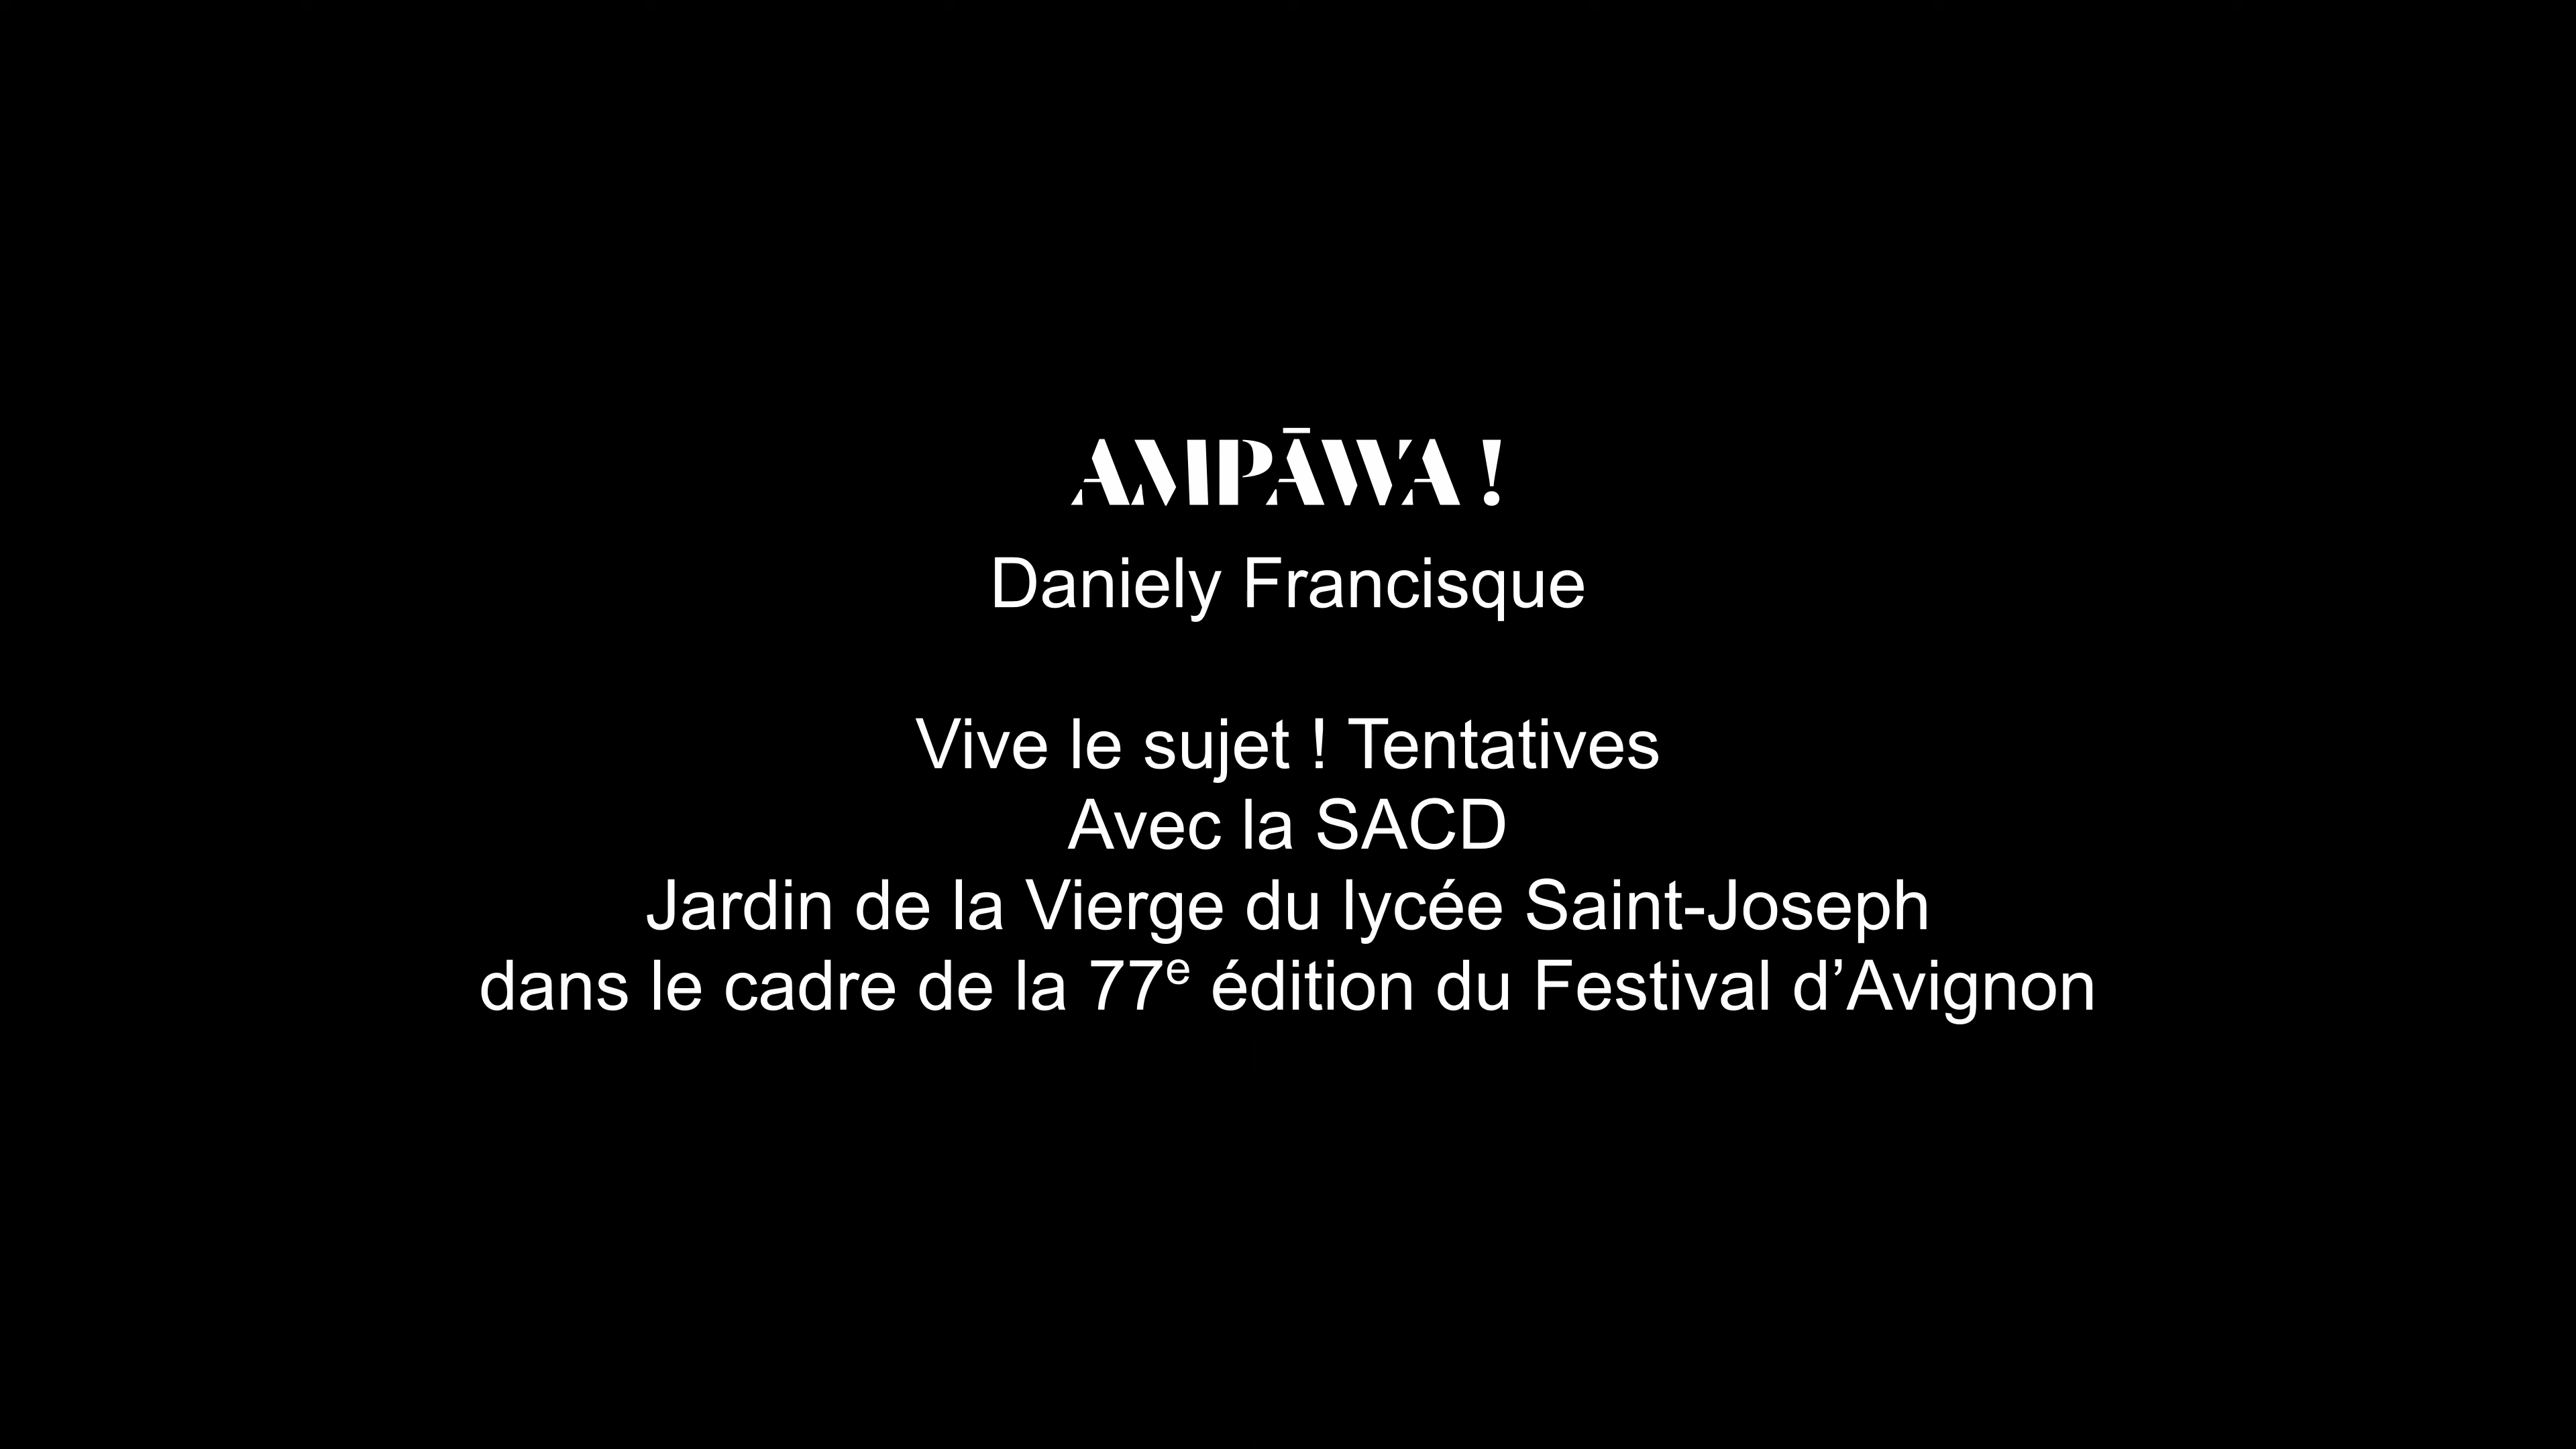 AMPĀWA !
Daniely Francisque
Vive le sujet ! Tentatives
Avec la SACD
Jardin de la Vierge du lycée Saint-Joseph
dans le cadre de la 77e édition du Festival d’Avignon